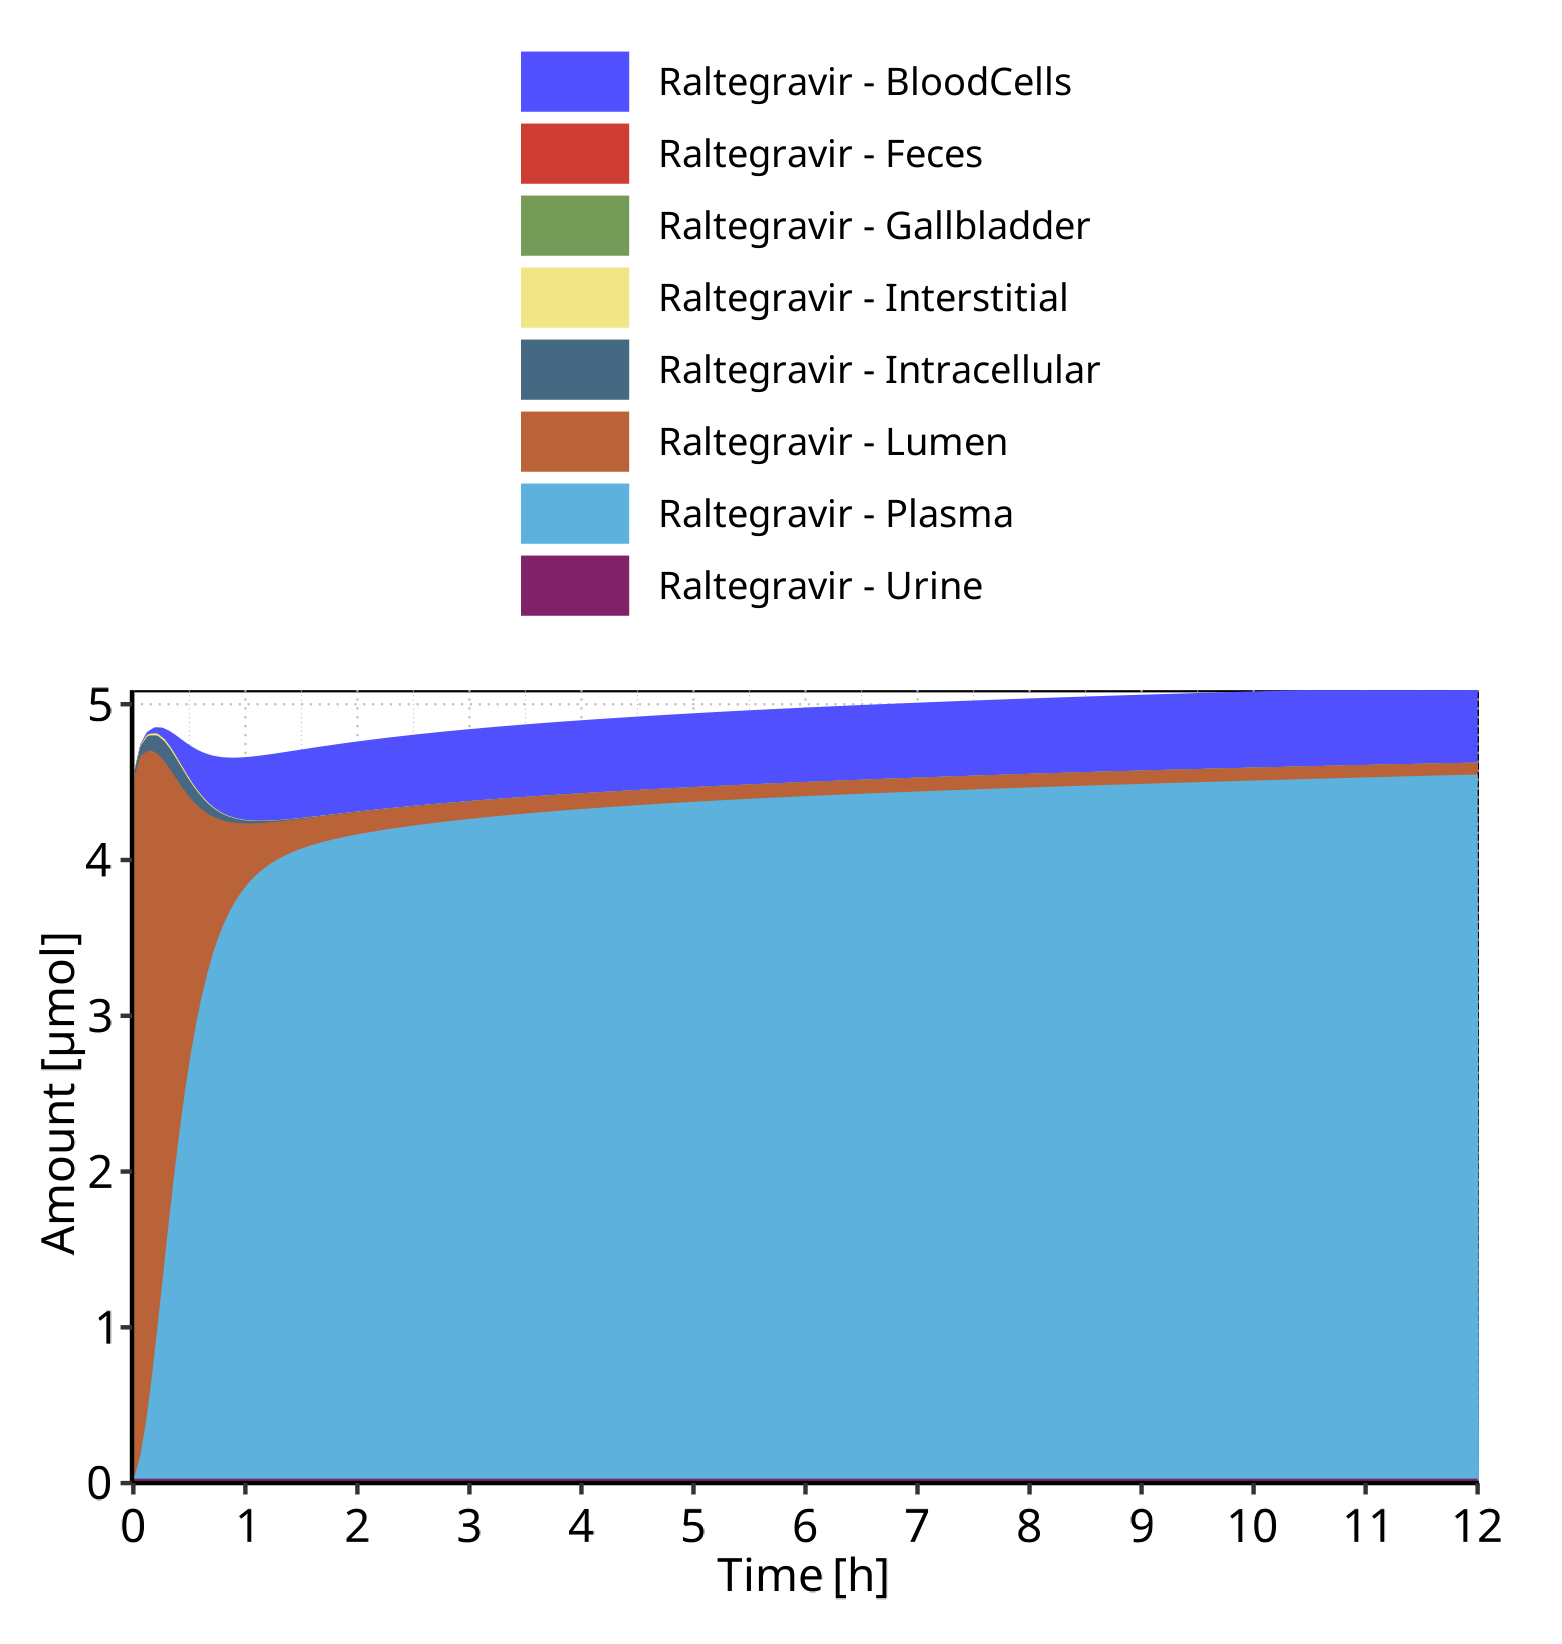 Raltegravir - BloodCells
Raltegravir - Feces
Raltegravir - Gallbladder
Raltegravir - Interstitial
Raltegravir - Intracellular
Raltegravir - Lumen
Raltegravir - Plasma
Raltegravir - Urine
5
4
3
2
1
0
Amount [µmol]
0 1 2 3 4 5 6 7 8 9 10 11 12
Time [h]